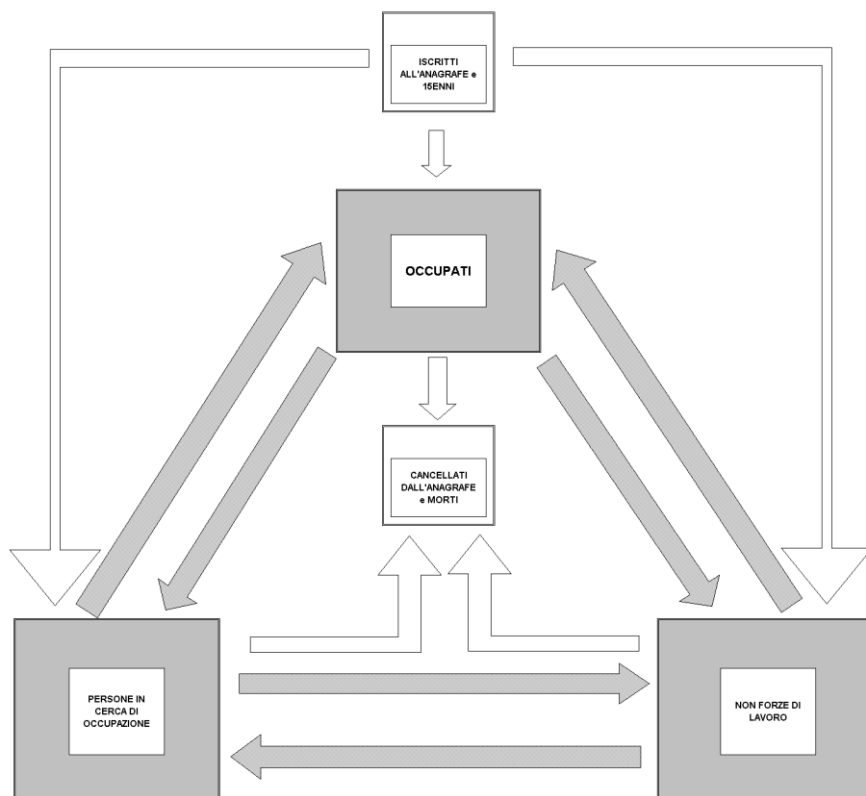 ISCRITTI
ALL'ANAGRAFE e
15ENNI
OCCUPATI
CANCELLATI
DALL'ANAGRAFE
e MORTI
PERSONE IN
CERCA DI
OCCUPAZIONE
NON FORZE DI
LAVORO